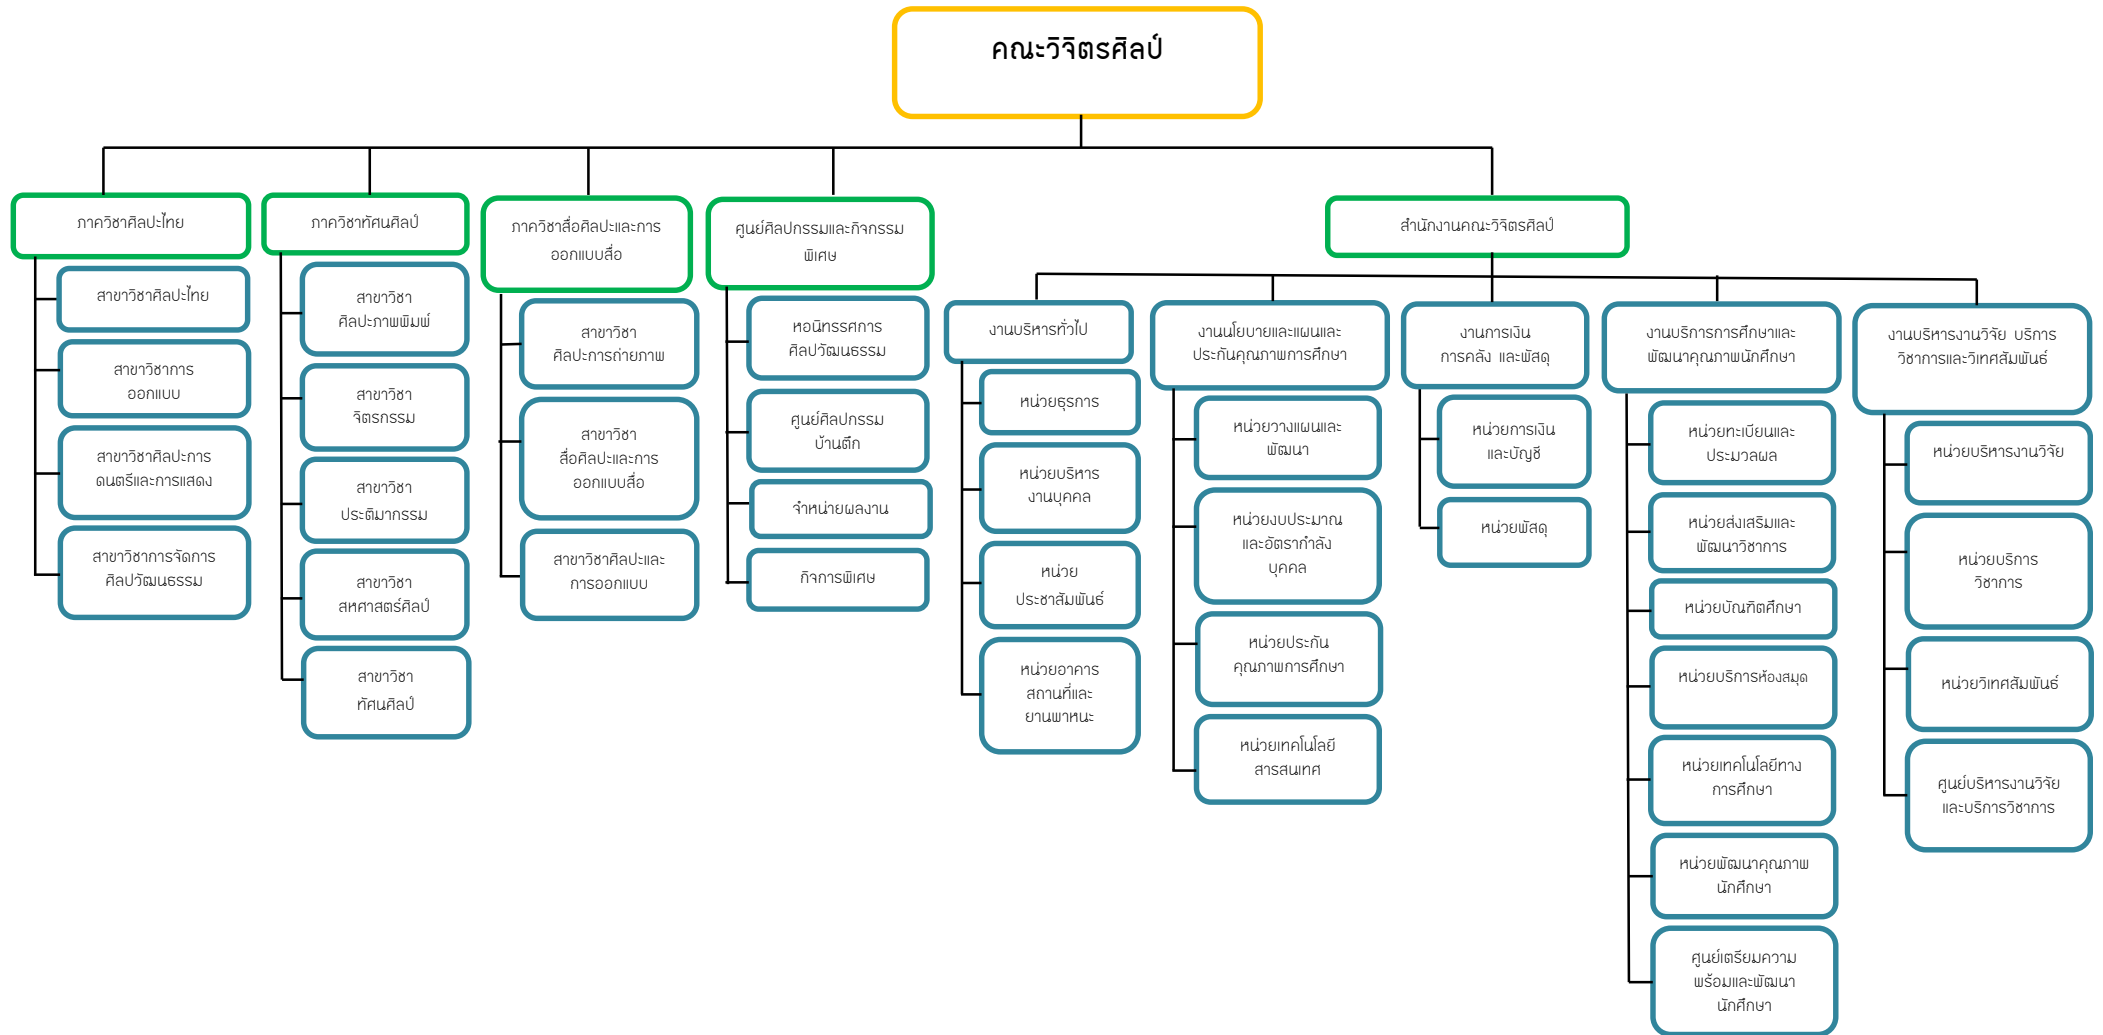 คณะวิจิตรศิลป์
ภาควิชาศิลปะไทย
สาขาวิชาศิลปะไทย
สาขาวิชาการ
ออกแบบ
สาขาวิชาศิลปะการ
ดนตรีและการแสดง
สาขาวิชาการจัดการ
ศิลปวัฒนธรรม
ภาควิชาทัศนศิลป์
สาขาวิชา
ศิลปะภาพพิมพ์
สาขาวิชา
จิตรกรรม
สาขาวิชา
ประติมากรรม
สาขาวิชา
สหศาสตร์ศิลป์
สาขาวิชา
ทัศนศิลป์
ภาควิชาสื่อศิลปะและการ
ออกแบบสื่อ
สาขาวิชา
ศิลปะการถ่ายภาพ
สาขาวิชา
สื่อศิลปะและการ
ออกแบบสื่อ
สาขาวิชาศิลปะและ
การออกแบบ
ศูนย์ศิลปกรรมและกิจกรรม
พิเศษ
หอนิทรรศการ
ศิลปวัฒนธรรม
ศูนย์ศิลปกรรม
บ้านตึก
จำหน่ายผลงาน
กิจการพิเศษ
สำนักงานคณะวิจิตรศิลป์
งานบริหารทั่วไป
หน่วยธุรการ
หน่วยบริหาร
งานบุคคล
หน่วย
ประชาสัมพันธ์
หน่วยอาคาร
สถานที่และ
ยานพาหนะ
งานนโยบายและแผนและ
ประกันคุณภาพการศึกษา
หน่วยวางแผนและ
พัฒนา
หน่วยงบประมาณ
และอัตรากำลัง
บุคคล
หน่วยประกัน
คุณภาพการศึกษา
หน่วยเทคโนโลยี
สารสนเทศ
งานการเงิน
การคลัง และพัสดุ
หน่วยการเงิน
และบัญชี
หน่วยพัสดุ
งานบริการการศึกษาและ
พัฒนาคุณภาพนักศึกษา
หน่วยทะเบียนและ
ประมวลผล
หน่วยส่งเสริมและ
พัฒนาวิชาการ
หน่วยบัณฑิตศึกษา
หน่วยบริการห้องสมุด
หน่วยเทคโนโลยีทาง
การศึกษา
หน่วยพัฒนาคุณภาพ
นักศึกษา
ศูนย์เตรียมความ
พร้อมและพัฒนา
นักศึกษา
งานบริหารงานวิจัย บริการ
วิชาการและวิเทศสัมพันธ์
หน่วยบริหารงานวิจัย
หน่วยบริการ
วิชาการ
หน่วยวิเทศสัมพันธ์
ศูนย์บริหารงานวิจัย
และบริการวิชาการ